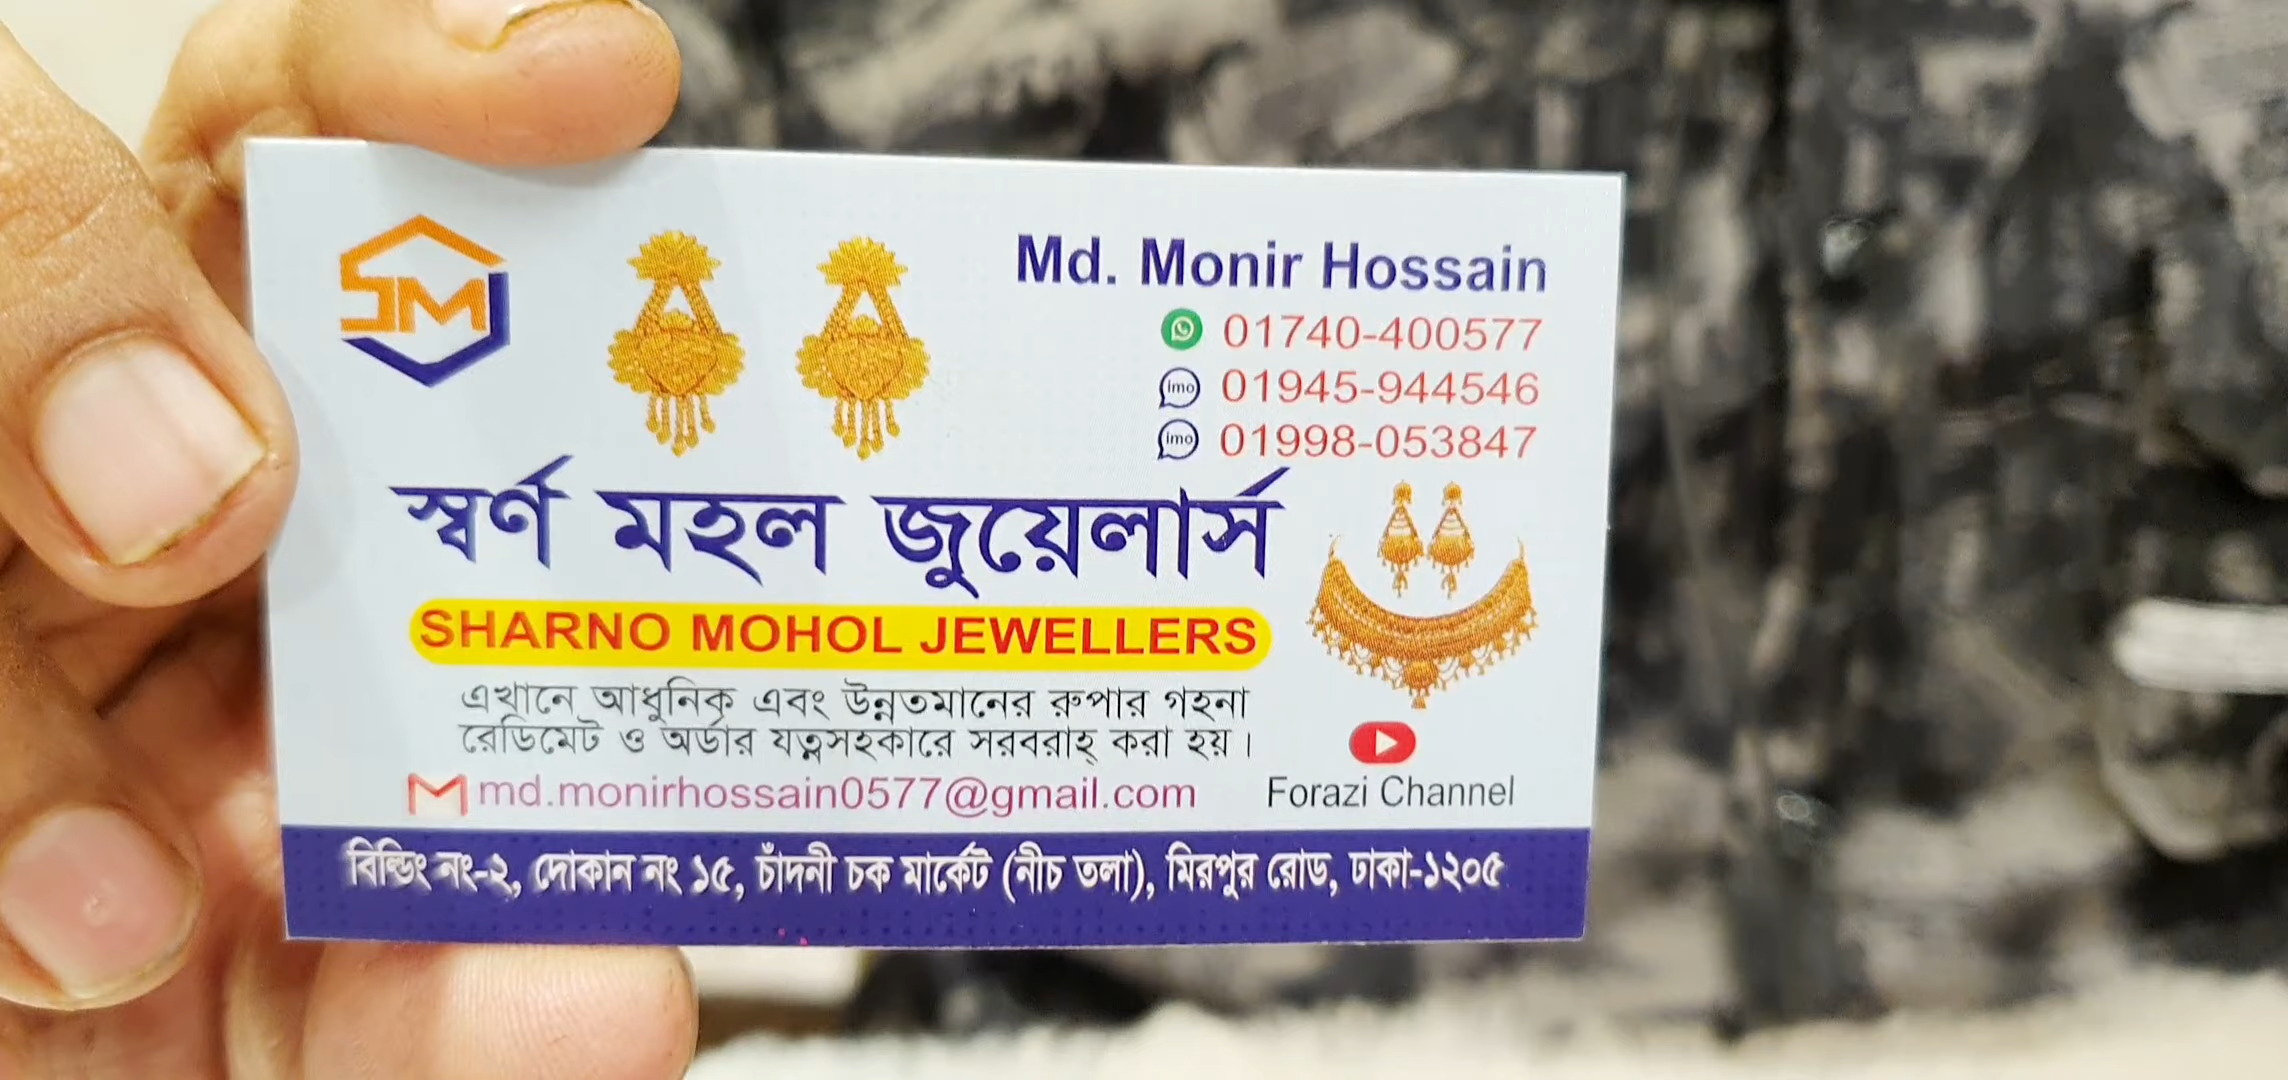 SM
Md. Monir Hossain
01740-400577
imo 01945-944546
imo 01998-053847
স্বর্ণ মহল জুয়েলার্স
SHARNO MOHOL JEWELLERS
এখানে আধুনিক এবং উন্নতমানের রুপার গহনা
রেডিমেট ও অর্ডার যত্নসহকারে সরবরাহ্ করা হয়।
md.monirhossain0577@gmail.com
Forazi Channel
বিল্ডিং নং-২, দোকান নং ১৫, চাঁদনী চক মার্কেট (নীচ তলা), মিরপুর রোড, ঢাকা-১২০৫